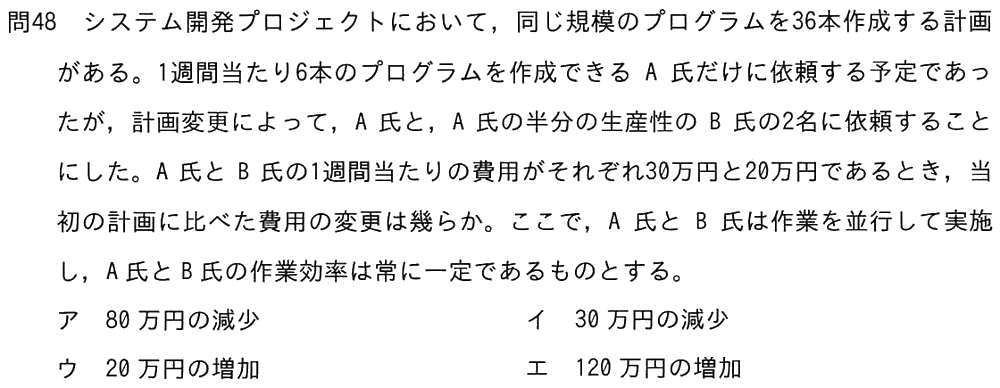 問48 システム開発プロジェクトにおいて，同じ規模のプログラムを36本作成する計画
がある。1週間当たり6本のプログラムを作成できる A 氏だけに依頼する予定であっ
たが，計画変更によって，A 氏と，A 氏の半分の生産性の B 氏の2名に依頼すること
にした。A 氏と B 氏の1週間当たりの費用がそれぞれ30万円と20万円であるとき，当
初の計画に比べた費用の変更は幾らか。ここで，A 氏と B 氏は作業を並行して実施
し，A 氏と B 氏の作業効率は常に一定であるものとする。
ア 80 万円の減少 イ 30 万円の減少
ウ 20 万円の増加 エ 120 万円の増加